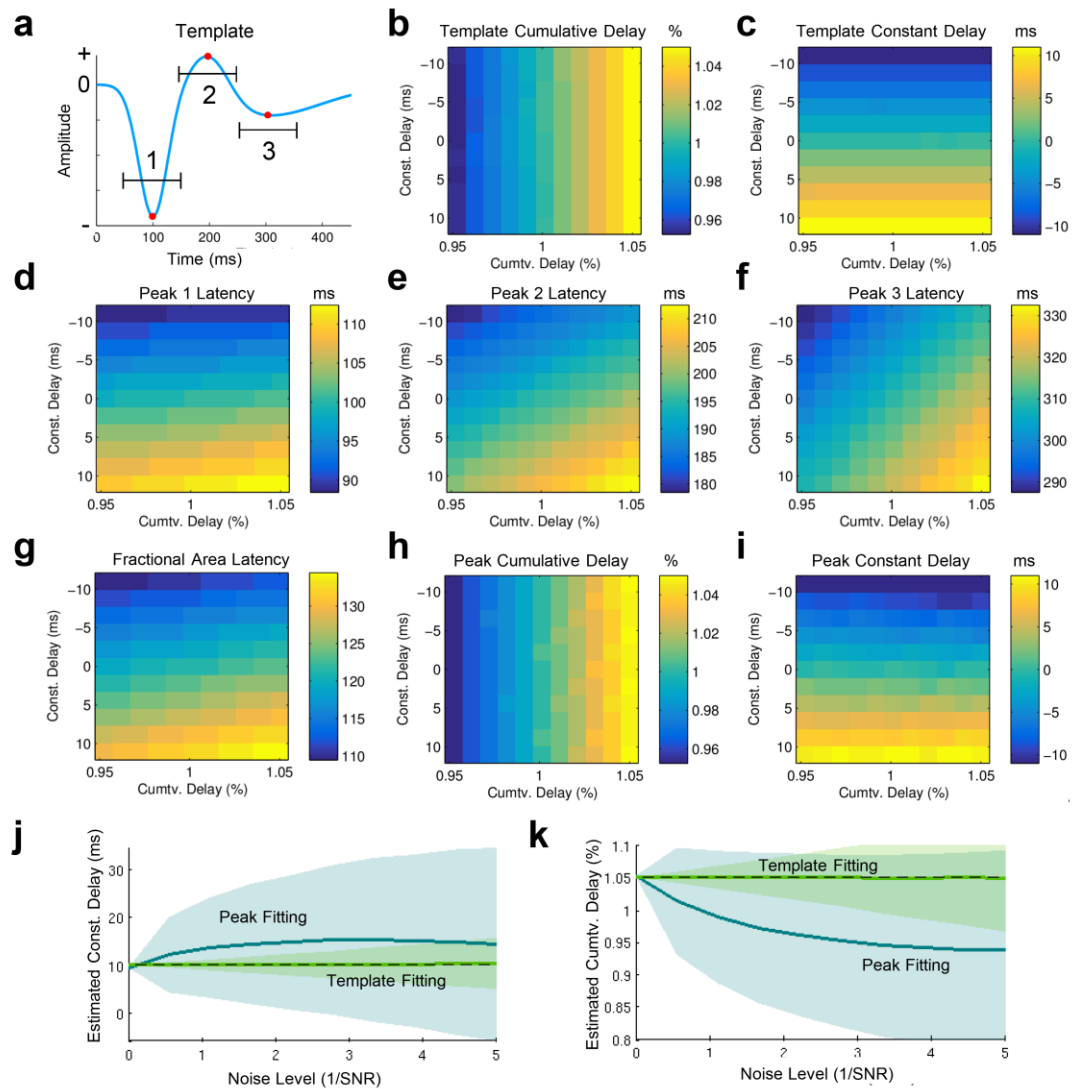 a
Template
+
0
-
Amplitude
1
2
3
0 100 200 300 400
Time (ms)
b
Template Cumulative Delay %
Const. Delay (ms)
-10
-5
0
5
10
0.95 1 1.05
Cumtv. Delay (%)
1.04
1.02
1
0.98
0.96
c
Template Constant Delay ms
Const. Delay (ms)
-10
-5
0
5
10
0.95 1 1.05
Cumtv. Delay (%)
10
5
0
-5
-10
d
Peak 1 Latency ms
Const. Delay (ms)
-10
-5
0
5
10
0.95 1 1.05
Cumtv. Delay (%)
110
105
100
95
90
e
Peak 2 Latency ms
Const. Delay (ms)
-10
-5
0
5
10
0.95 1 1.05
Cumtv. Delay (%)
210
205
200
195
190
185
180
f
Peak 3 Latency ms
Const. Delay (ms)
-10
-5
0
5
10
0.95 1 1.05
Cumtv. Delay (%)
330
320
310
300
290
g
Fractional Area Latency
Const. Delay (ms)
-10
-5
0
5
10
0.95 1 1.05
Cumtv. Delay (%)
130
125
120
115
110
h
Peak Cumulative Delay %
Const. Delay (ms)
-10
-5
0
5
10
0.95 1 1.05
Cumtv. Delay (%)
1.04
1.02
1
0.98
0.96
i
Peak Constant Delay ms
Const. Delay (ms)
-10
-5
0
5
10
0.95 1 1.05
Cumtv. Delay (%)
10
5
0
-5
-10
j
Estimated Const. Delay (ms)
30
20
10
0
Peak Fitting
Template Fitting
0 1 2 3 4 5
Noise Level (1/SNR)
k
Estimated Cumtv. Delay (%)
1.1
1.05
1
0.95
0.9
0.85
0.8
Template Fitting
Peak Fitting
0 1 2 3 4 5
Noise Level (1/SNR)